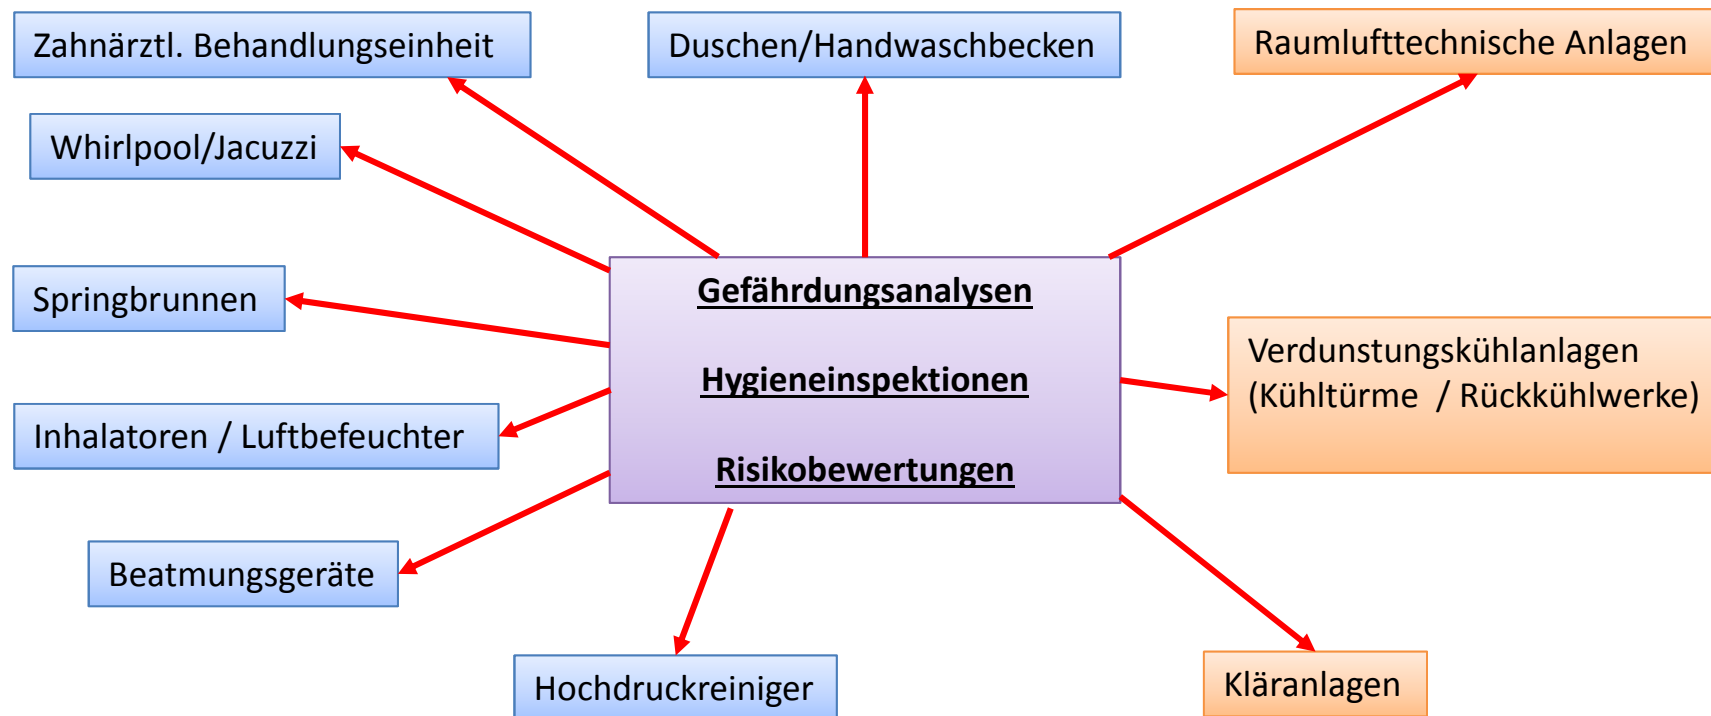 Zahnärztl. Behandlungseinheit
Duschen/Handwaschbecken
Raumlufttechnische Anlagen
Whirlpool/Jacuzzi
Springbrunnen
Gefährdungsanalysen
Hygieneinspektionen
Risikobewertungen
Verdunstungskühlanlagen
(Kühltürme / Rückkühlwerke)
Inhalatoren / Luftbefeuchter
Beatmungsgeräte
Hochdruckreiniger
Kläranlagen